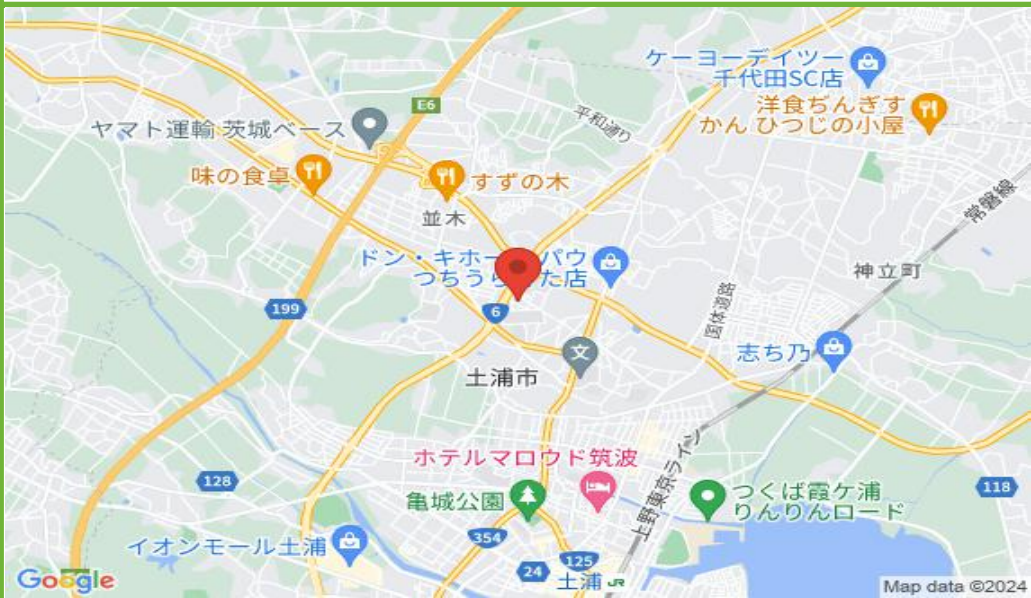 ケーヨーデイツー
千代田SC店
洋食ぢんぎす
かん ひつじの小屋
E6
平和通り
ヤマト運輸 茨城ベース
味の食卓
すずの木
並木
常磐線
ドン・キホー パウ
つちうら た店
神立町
199
6
国体道路
志ち乃
文
土浦市
ホテルマロウド筑波
上野東京ライン
128
118
亀城公園
つくば霞ケ浦
りんりんロード
354
イオンモール土浦
24
125
土浦 JR
Google
Map data ©2024